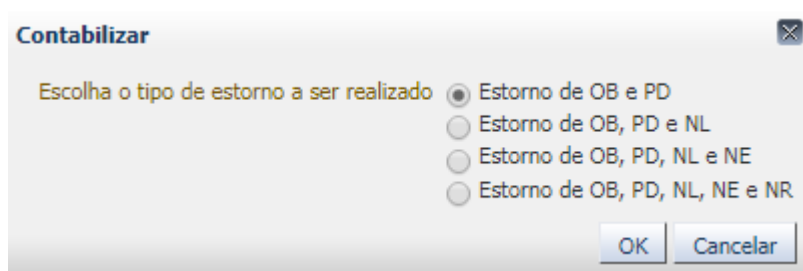 Contabilizar
Escolha o tipo de estorno a ser realizado Estorno de OB e PD
Estorno de OB, PD e NL
Estorno de OB, PD, NL e NE
Estorno de OB, PD, NL, NE e NR
OK Cancelar